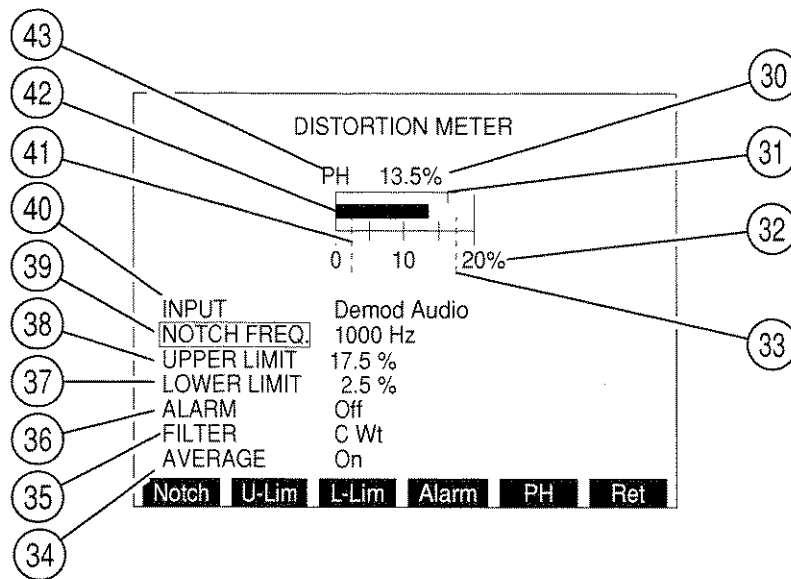 43
42
41
40
39
38
37
36
35
34
30
31
32
33
DISTORTION METER
PH 13.5%
0 10 20%
INPUT Demod Audio
NOTCH FREQ. 1000 Hz
UPPER LIMIT 17.5 %
LOWER LIMIT 2.5 %
ALARM Off
FILTER C Wt
AVERAGE On
Notch U-Lim L-Lim Alarm PH Ret